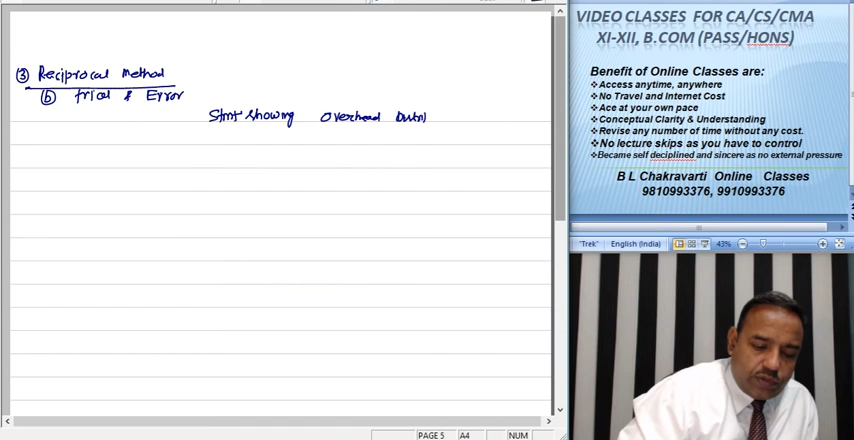 ③ Reciprocal Method
ⓑ Trial & Error
Stmt showing Overhead Distri
PAGE 5 A4 NUM
VIDEO CLASSES FOR CA/CS/CMA
XI-XII, B.COM (PASS/HONS)
Benefit of Online Classes are:
❖Access anytime, anywhere
❖No Travel and Internet Cost
❖Ace at your own pace
❖Conceptual Clarity & Understanding
❖Revise any number of time without any cost.
❖No lecture skips as you have to control
❖Became self deciplined and sincere as no external pressure
B L Chakravarti Online Classes
9810993376, 9910993376
"Trek" English (India) 43%